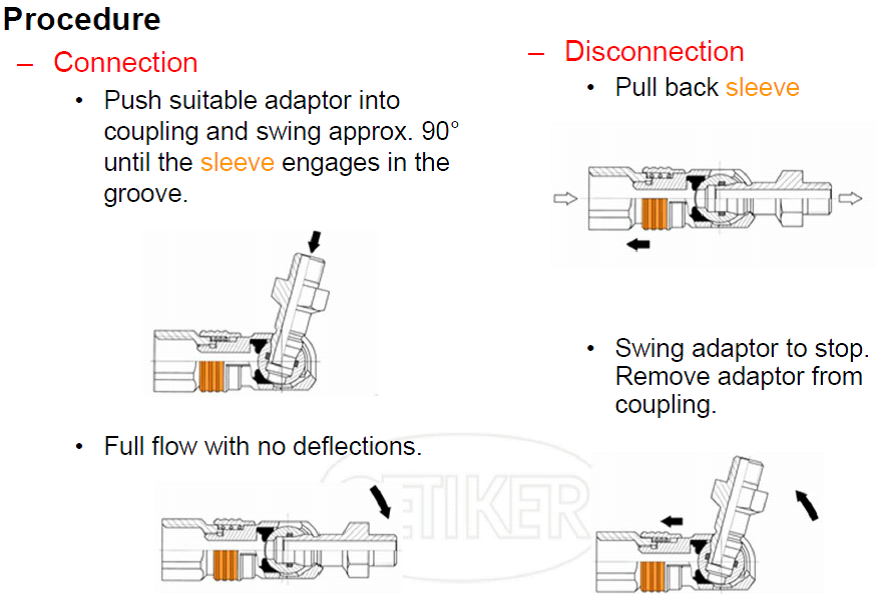 Procedure
– Connection
• Push suitable adaptor into
coupling and swing approx. 90°
until the sleeve engages in the
groove.
• Full flow with no deflections.
– Disconnection
• Pull back sleeve
• Swing adaptor to stop.
Remove adaptor from
coupling.
ETIKER